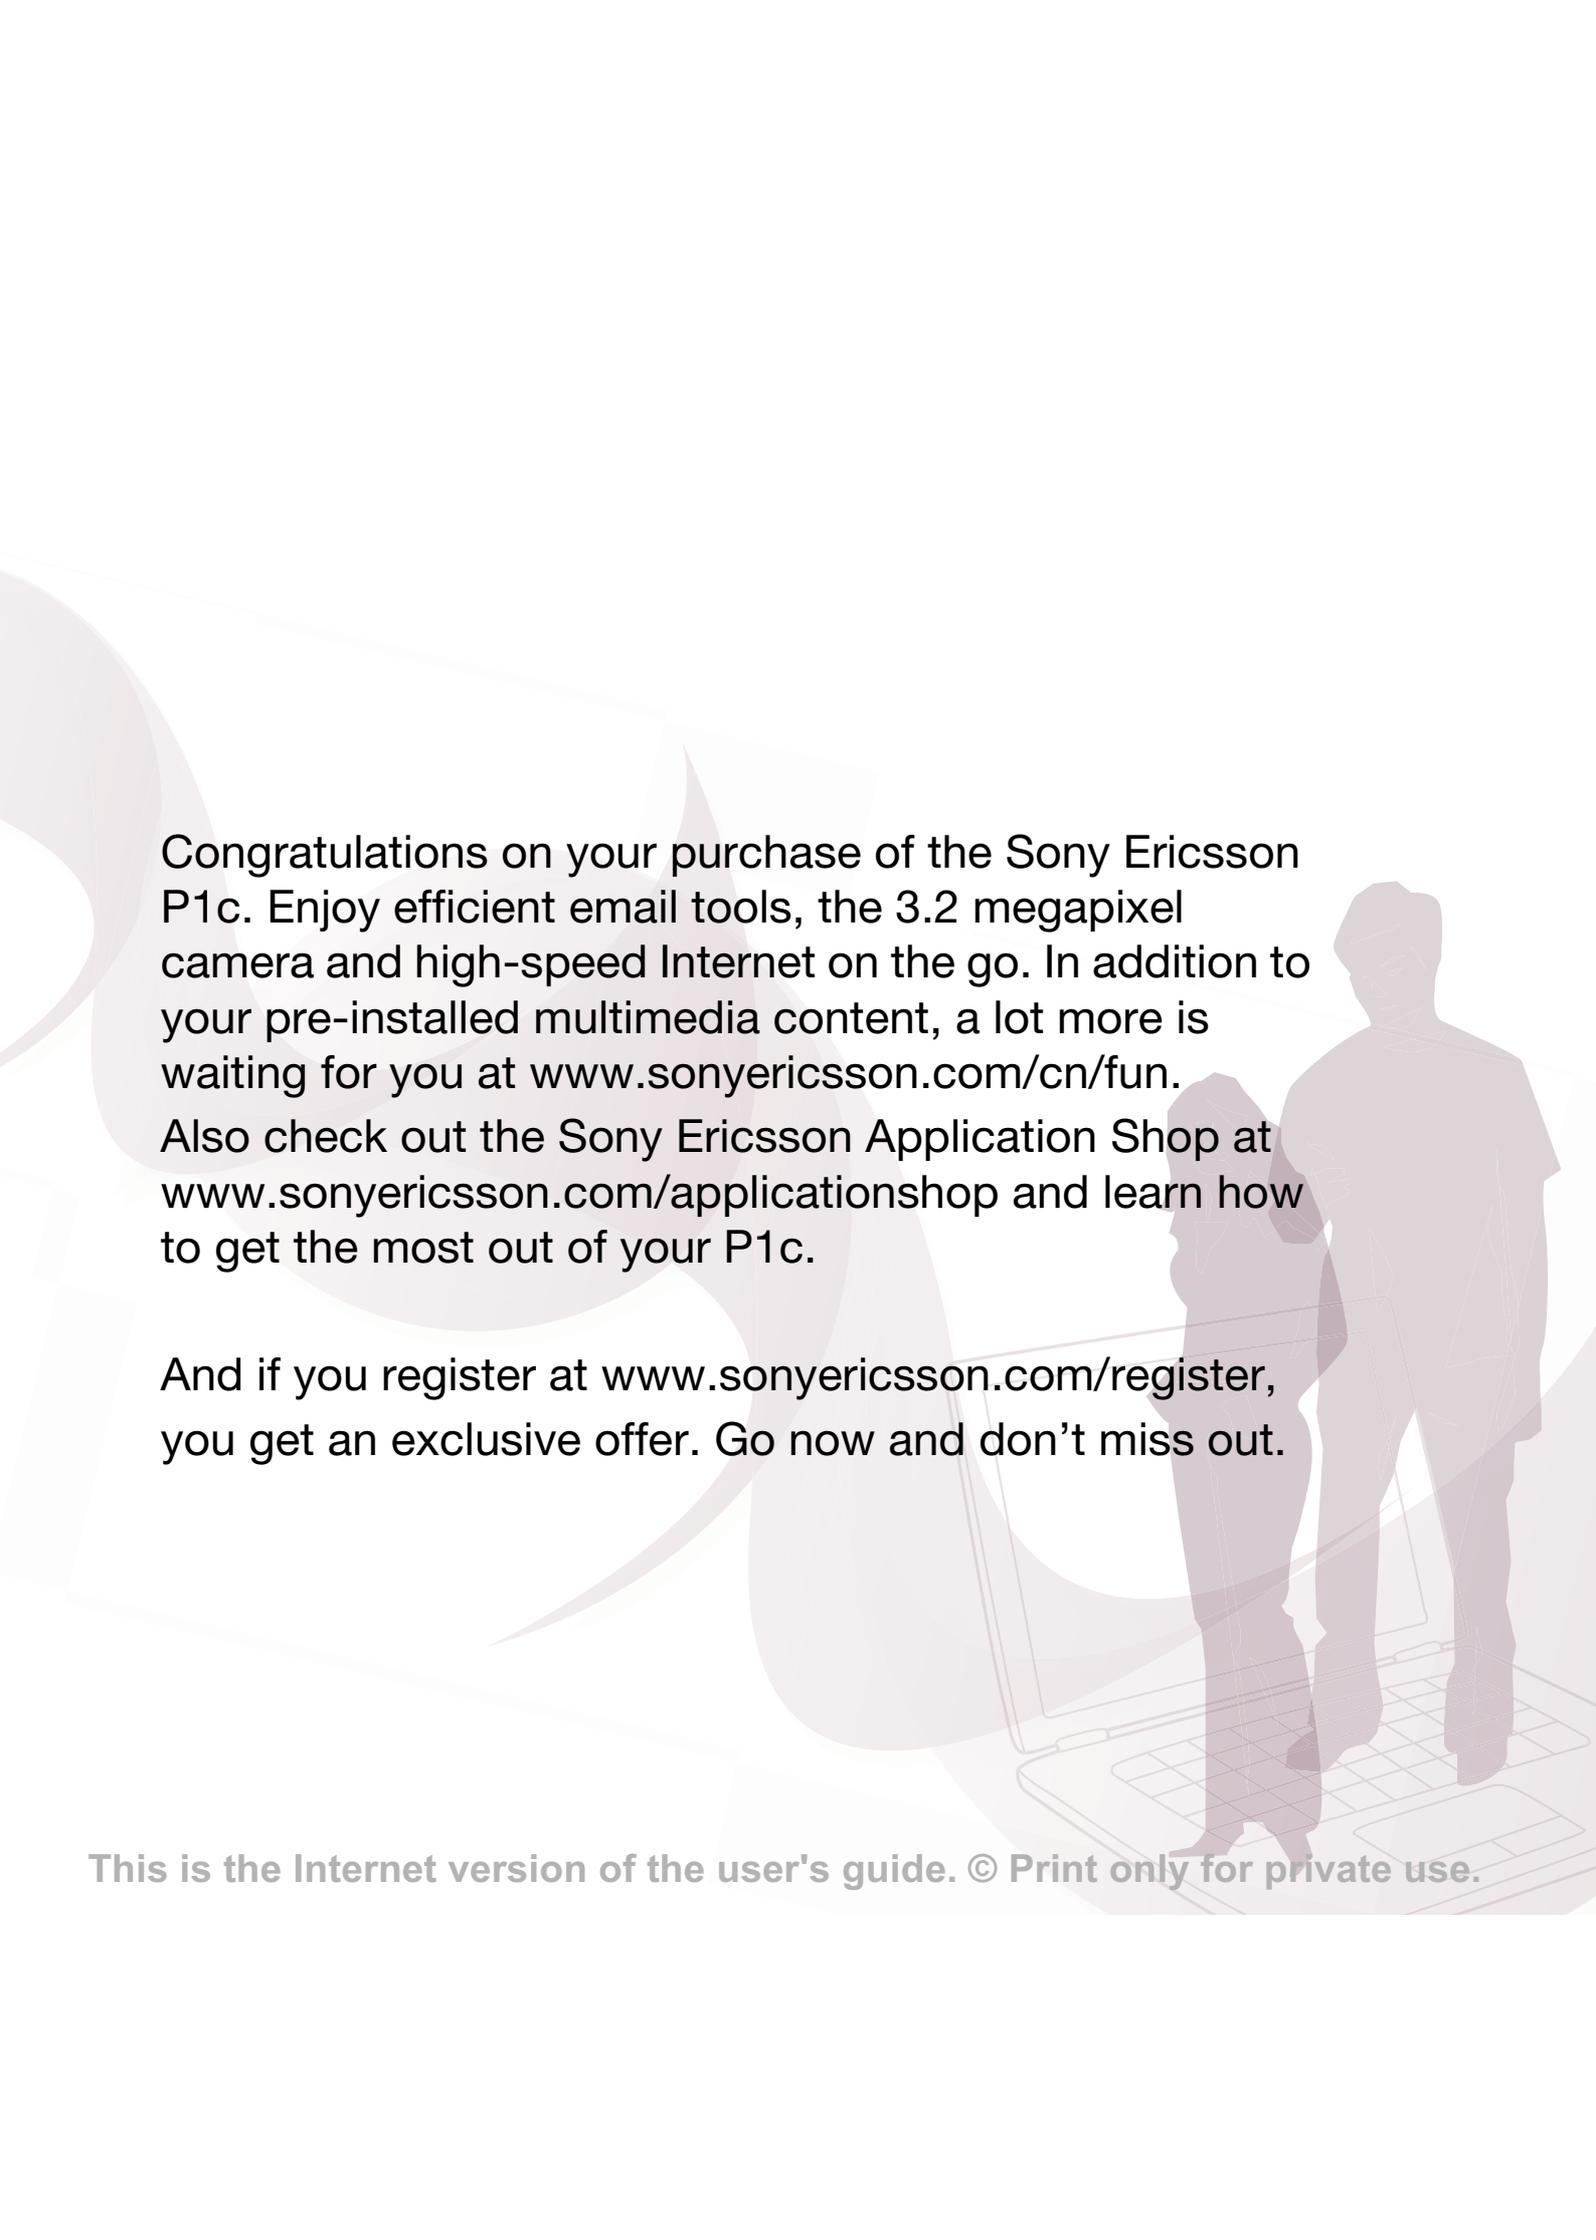 Congratulations on your purchase of the Sony Ericsson
P1c. Enjoy efficient email tools, the 3.2 megapixel
camera and high-speed Internet on the go. In addition to
your pre-installed multimedia content, a lot more is
waiting for you at www.sonyericsson.com/cn/fun.
Also check out the Sony Ericsson Application Shop at
www.sonyericsson.com/applicationshop and learn how
to get the most out of your P1c.
And if you register at www.sonyericsson.com/register,
you get an exclusive offer. Go now and don’t miss out.
This is the Internet version of the user's guide. © Print only for private use.